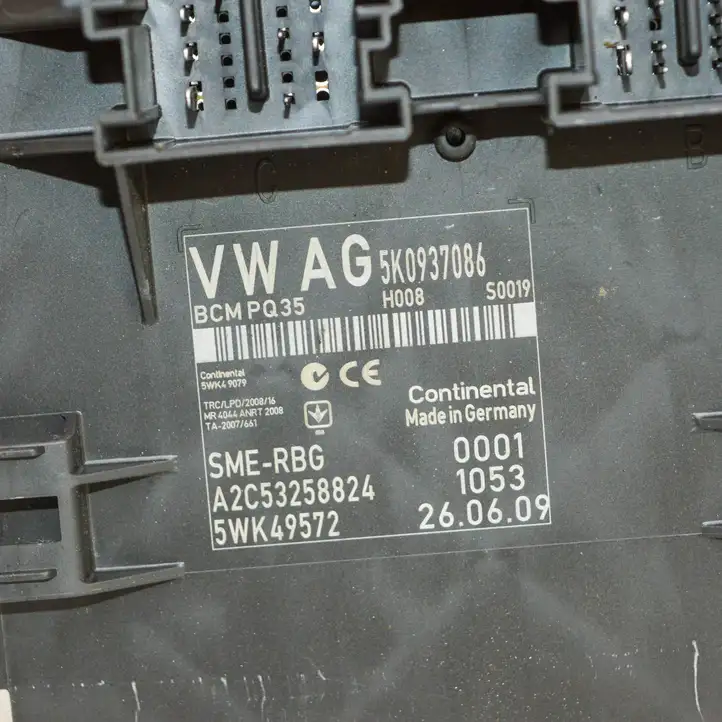 C
B
VW AG 5K0937086
BCM PQ35 H008 S0019
Continental
5WK4 9079
CE
TRC/LPD/2008/16
MR 4044 ANRT 2008
TA-2007/661
Continental
Made in Germany
SME-RBG 0001
A2C53258824 1053
5WK49572 26.06.09